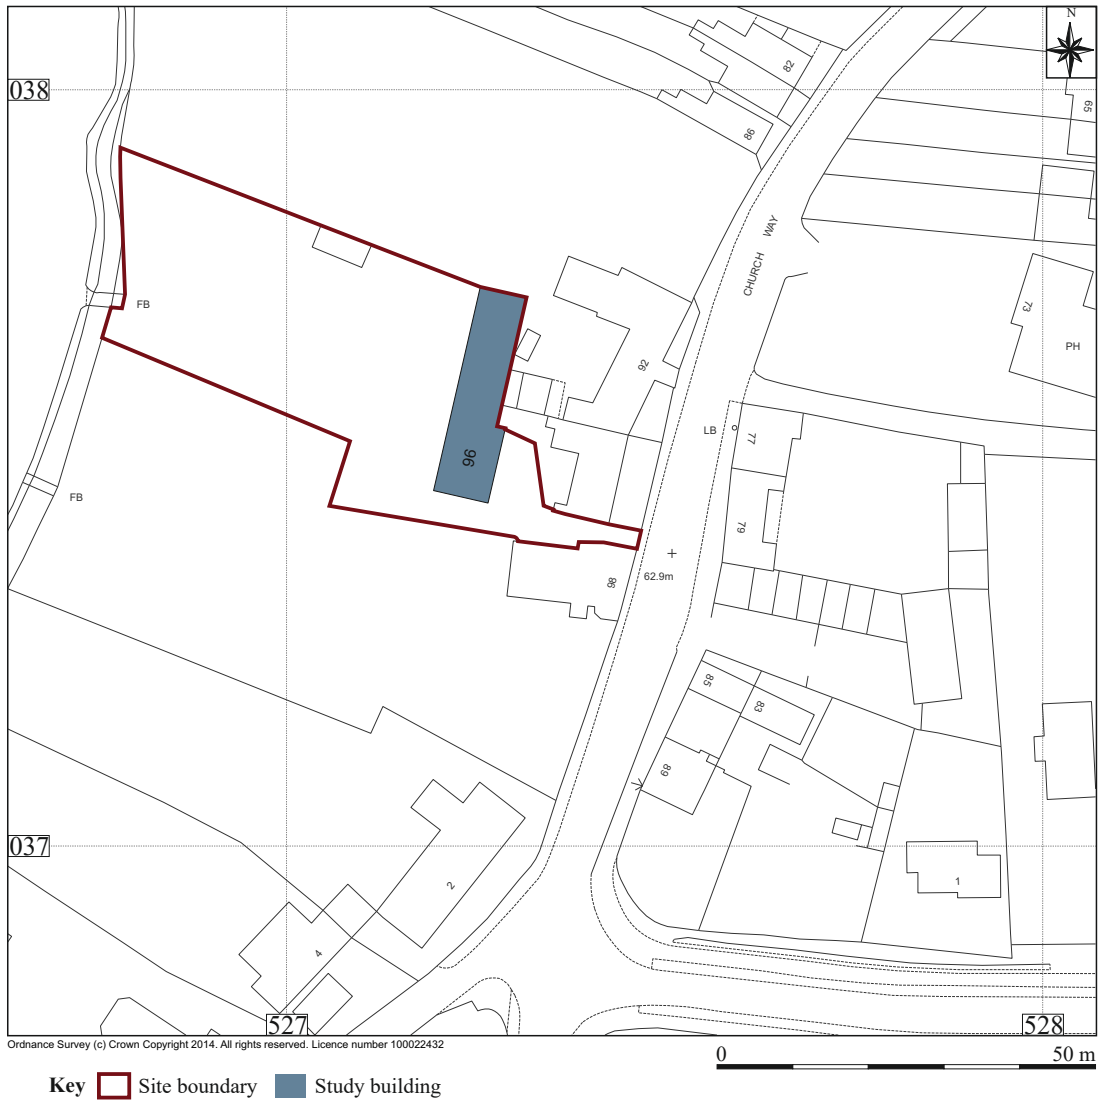 N
038
82
65
86
CHURCH WAY
FB
73
PH
92
LB
77
96
FB
79
62.9m
98
85
83
89
037
2
1
4
527
528
Ordnance Survey (c) Crown Copyright 2014. All rights reserved. Licence number 100022432
0 50 m
Key Site boundary Study building